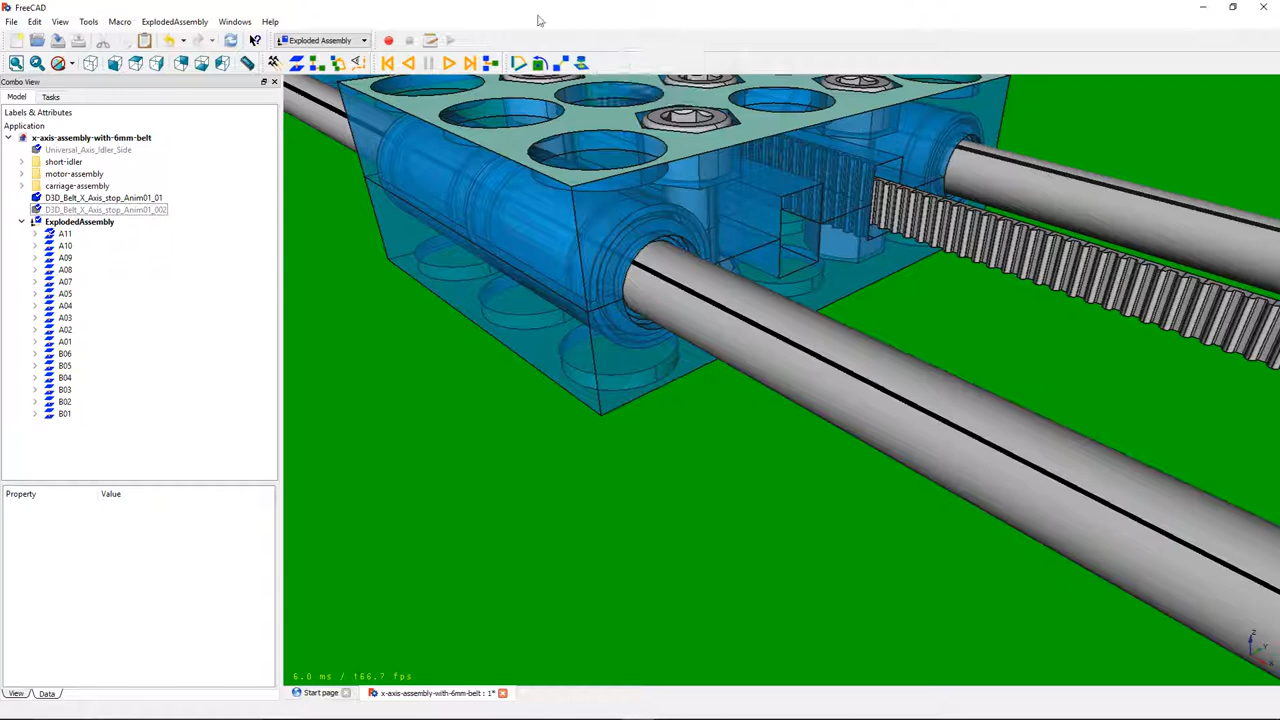 FreeCAD
File Edit View Tools Macro ExplodedAssembly Windows Help
Exploded Assembly
Combo View
Model Tasks
Labels & Attributes
Application
x-axis-assembly-with-6mm-belt
Universal_Axis_Idler_Side
short-idler
motor-assembly
carriage-assembly
D3D_Belt_X_Axis_stop_Anim01_01
D3D_Belt_X_Axis_stop_Anim01_002
ExplodedAssembly
A11
A10
A09
A08
A07
A05
A04
A03
A02
A01
B06
B05
B04
B03
B02
B01
Property Value
6.0 ms / 166.7 fps
z
y
x
View Data
Start page
x-axis-assembly-with-6mm-belt : 1*